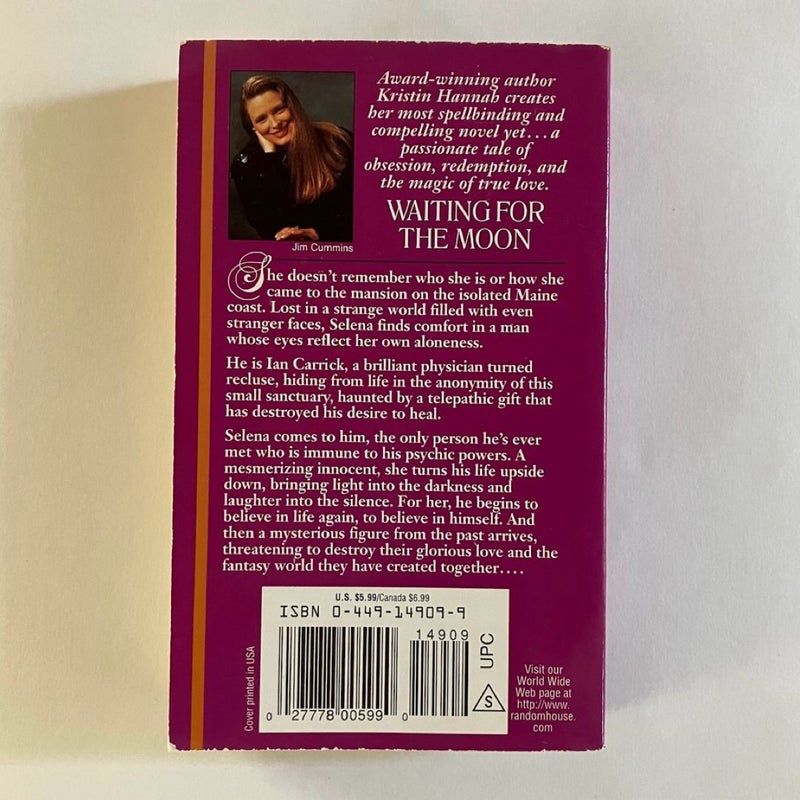 Award-winning author
Kristin Hannah creates
her most spellbinding and
compelling novel yet...a
passionate tale of
obsession, redemption, and
the magic of true love.
WAITING FOR
THE MOON
Jim Cummins
She doesn't remember who she is or how she
came to the mansion on the isolated Maine
coast. Lost in a strange world filled with even
stranger faces, Selena finds comfort in a man
whose eyes reflect her own aloneness.
He is Ian Carrick, a brilliant physician turned
recluse, hiding from life in the anonymity of this
small sanctuary, haunted by a telepathic gift that
has destroyed his desire to heal.
Selena comes to him, the only person he's ever
met who is immune to his psychic powers. A
mesmerizing innocent, she turns his life upside
down, bringing light into the darkness and
laughter into the silence. For her, he begins to
believe in life again, to believe in himself. And
then a mysterious figure from the past arrives,
threatening to destroy their glorious love and the
fantasy world they have created together....
U.S. $5.99/Canada $6.99
ISBN 0-449-14909-9
14909
UPC
S
0 27778 00599 0
Cover printed in USA
Visit our
World Wide
Web page at
http://www.
randomhouse.
com